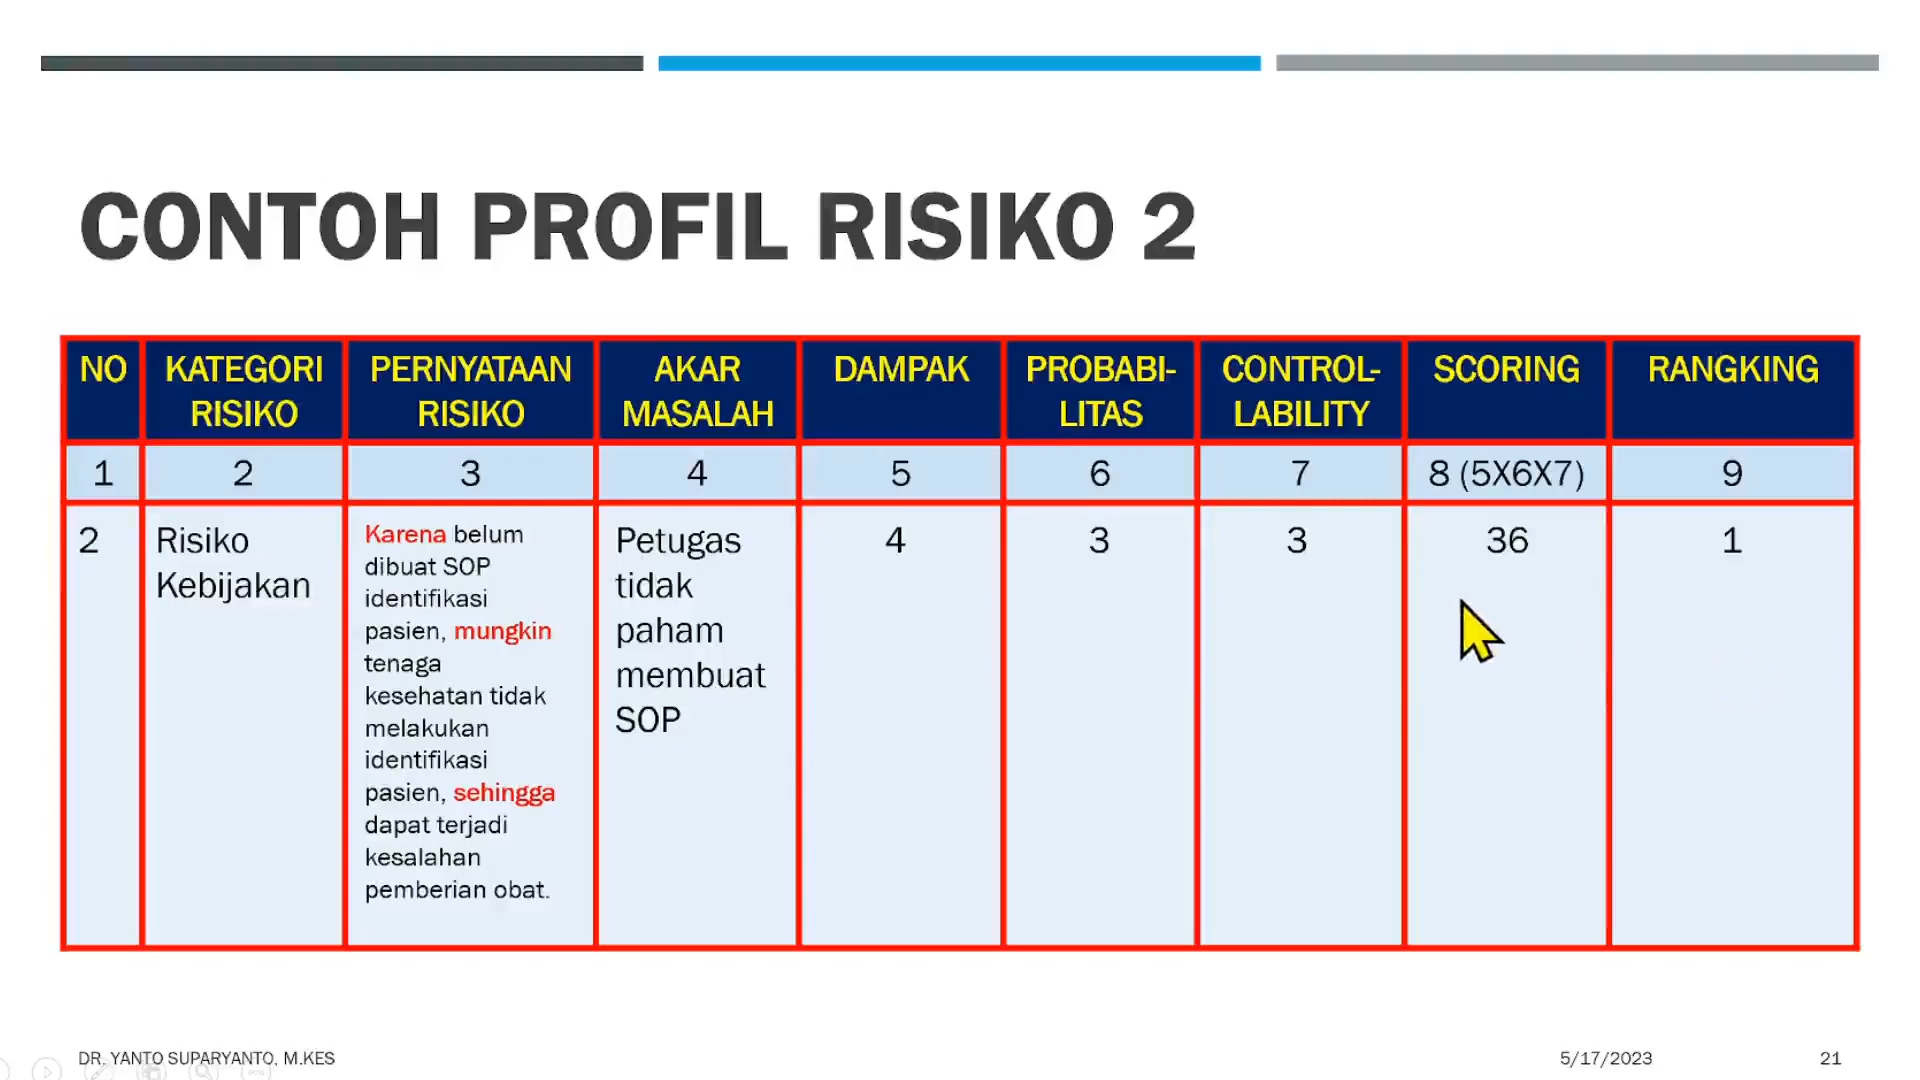 CONTOH PROFIL RISIKO 2
NO
KATEGORI
RISIKO
PERNYATAAN
RISIKO
AKAR
MASALAH
DAMPAK
PROBABI-
LITAS
CONTROL-
LABILITY
SCORING
RANGKING
1
2
3
4
5
6
7
8 (5X6X7)
9
2
Risiko
Kebijakan
Karena belum
dibuat SOP
identifikasi
pasien, mungkin
tenaga
kesehatan tidak
melakukan
identifikasi
pasien, sehingga
dapat terjadi
kesalahan
pemberian obat.
Petugas
tidak
paham
membuat
SOP
4
3
3
36
1
DR. YANTO SUPARYANTO, M.KES
5/17/2023
21